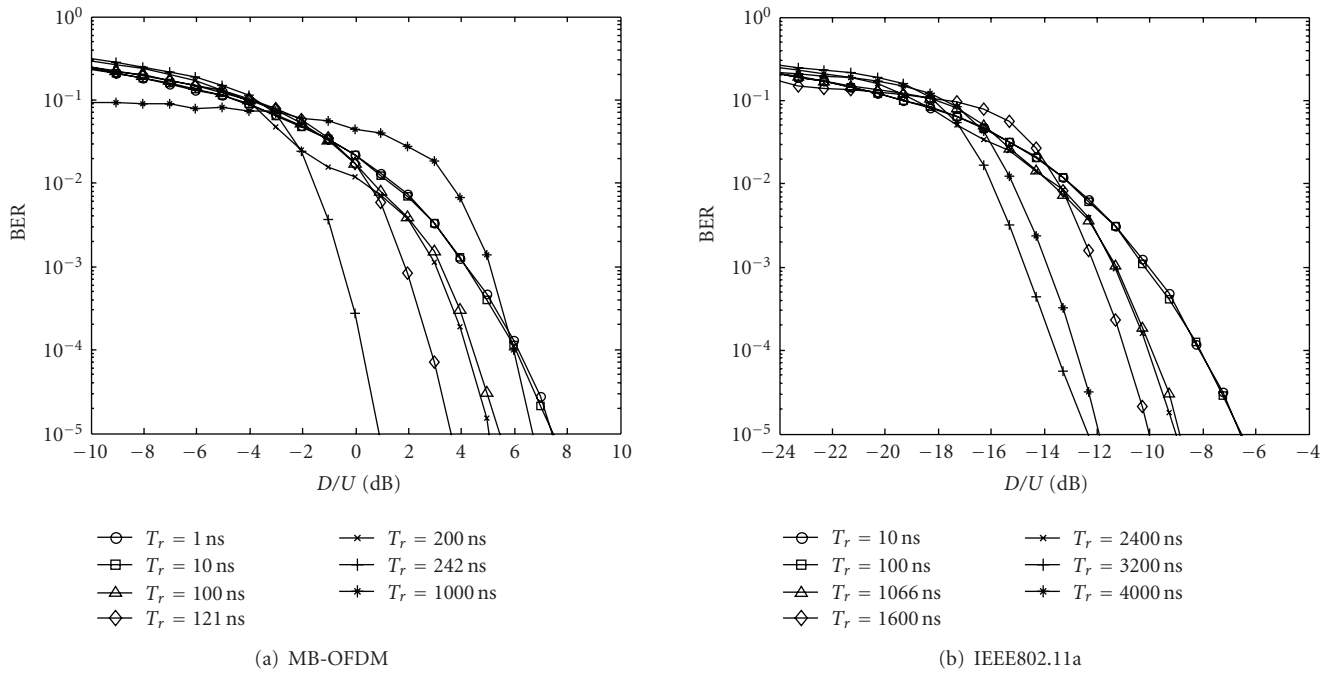 10⁰
10⁻¹
10⁻²
10⁻³
10⁻⁴
10⁻⁵
BER
−10 −8 −6 −4 −2 0 2 4 6 8 10
D/U (dB)
T_r = 1 ns
T_r = 10 ns
T_r = 100 ns
T_r = 121 ns
T_r = 200 ns
T_r = 242 ns
T_r = 1000 ns
(a) MB-OFDM
10⁰
10⁻¹
10⁻²
10⁻³
10⁻⁴
10⁻⁵
BER
−24 −22 −20 −18 −16 −14 −12 −10 −8 −6 −4
D/U (dB)
T_r = 10 ns
T_r = 100 ns
T_r = 1066 ns
T_r = 1600 ns
T_r = 2400 ns
T_r = 3200 ns
T_r = 4000 ns
(b) IEEE802.11a